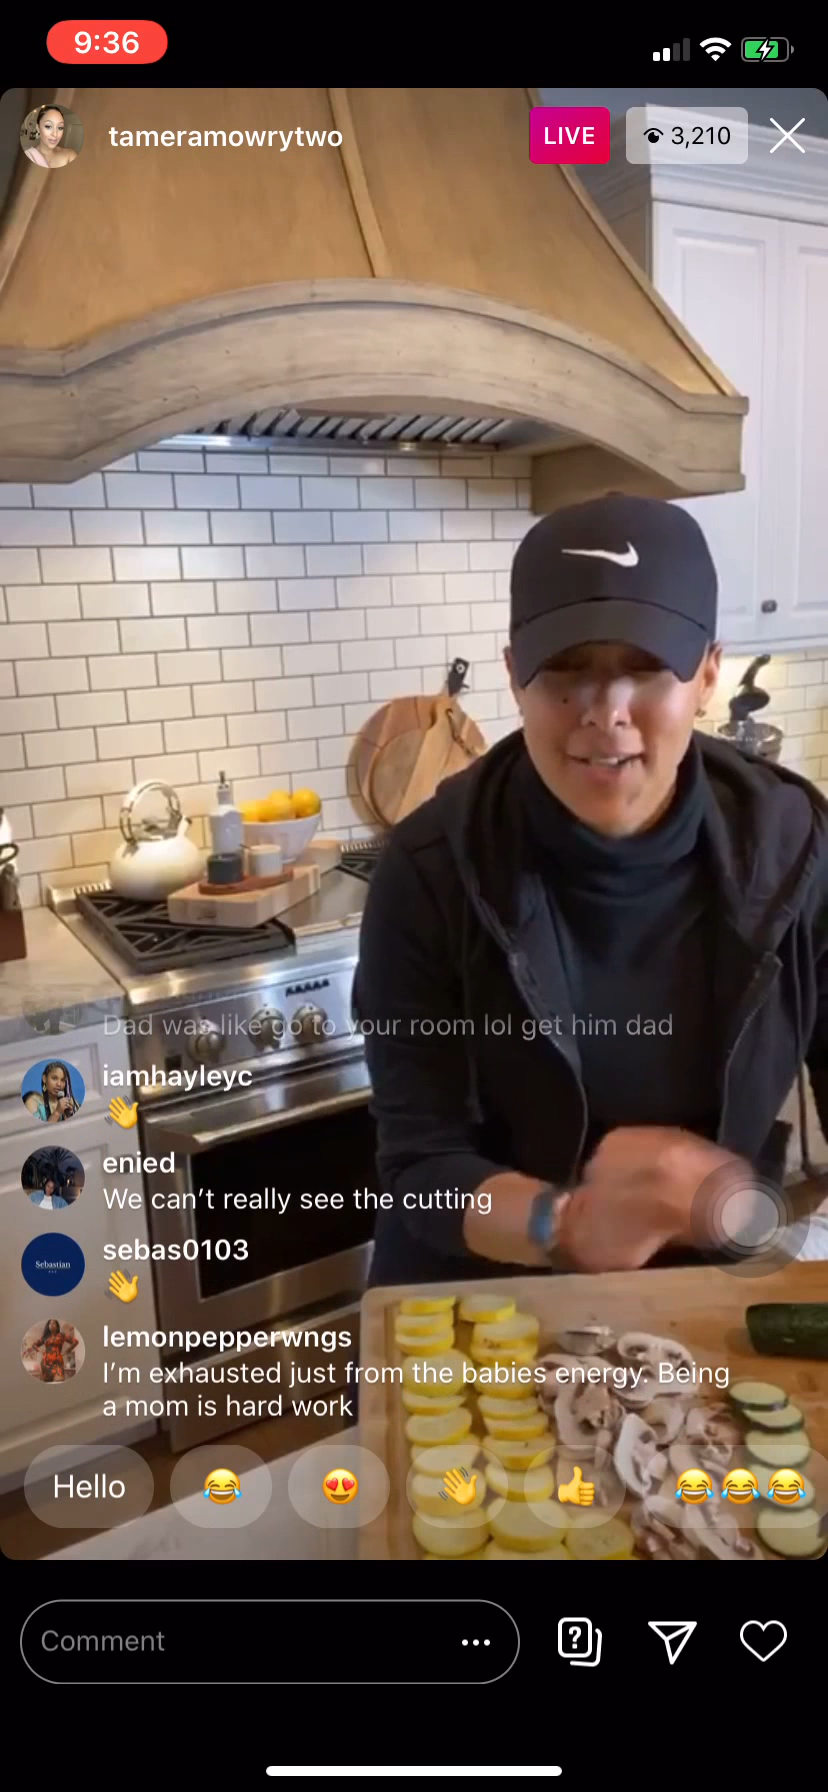 9:36
tameramowrytwo
LIVE
3,210
Dad was like go to your room lol get him dad
iamhayleyc
👋
enied
We can’t really see the cutting
Sebastian
sebas0103
👋
lemonpepperwngs
I’m exhausted just from the babies energy. Being
a mom is hard work
Hello 😂 😍 👋 👍 😂😂😂
Comment